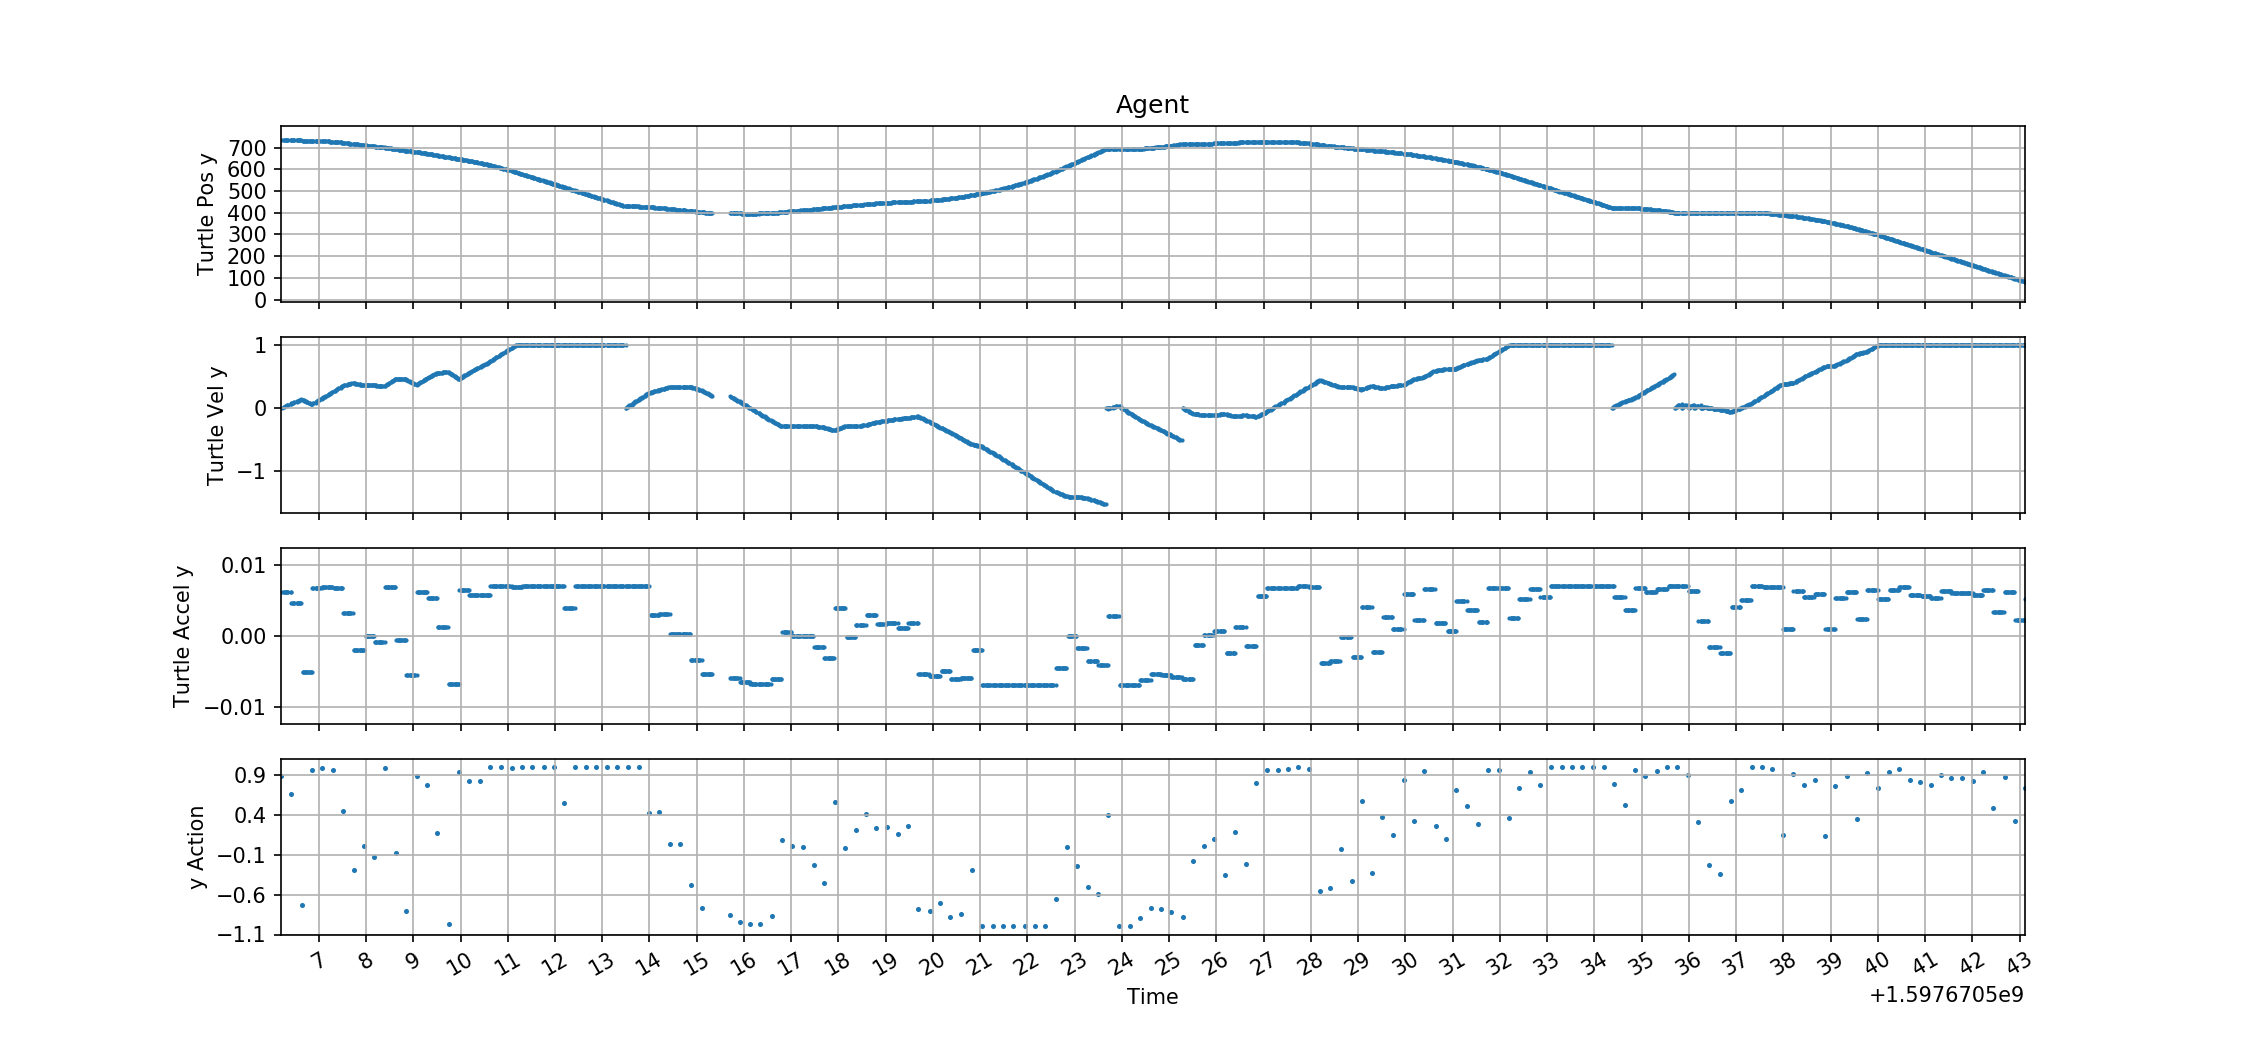 Agent
Turtle Pos y
700
600
500
400
300
200
100
0
Turtle Vel y
1
0
−1
Turtle Accel y
0.01
0.00
−0.01
y Action
0.9
0.4
−0.1
−0.6
−1.1
7 8 9 10 11 12 13 14 15 16 17 18 19 20 21 22 23 24 25 26 27 28 29 30 31 32 33 34 35 36 37 38 39 40 41 42 43
Time
+1.5976705e9